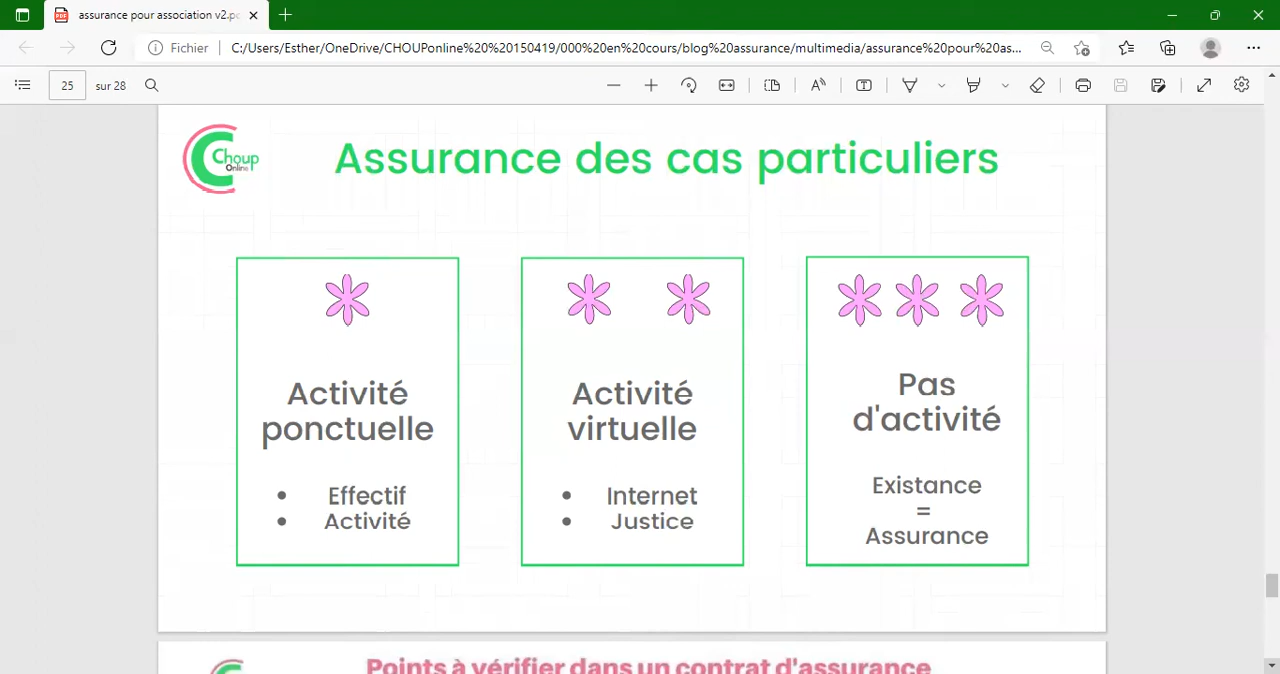 assurance pour association v2.p
Fichier
C:/Users/Esther/OneDrive/CHOUPonline%20%20150419/000%20en%20cours/blog%20assurance/multimedia/assurance%20pour%20as...
25
sur 28
Choup
Online
Assurance des cas particuliers
Activité
ponctuelle
• Effectif
• Activité
Activité
virtuelle
• Internet
• Justice
Pas
d'activité
Existance
=
Assurance
Points à vérifier dans un contrat d'assurance